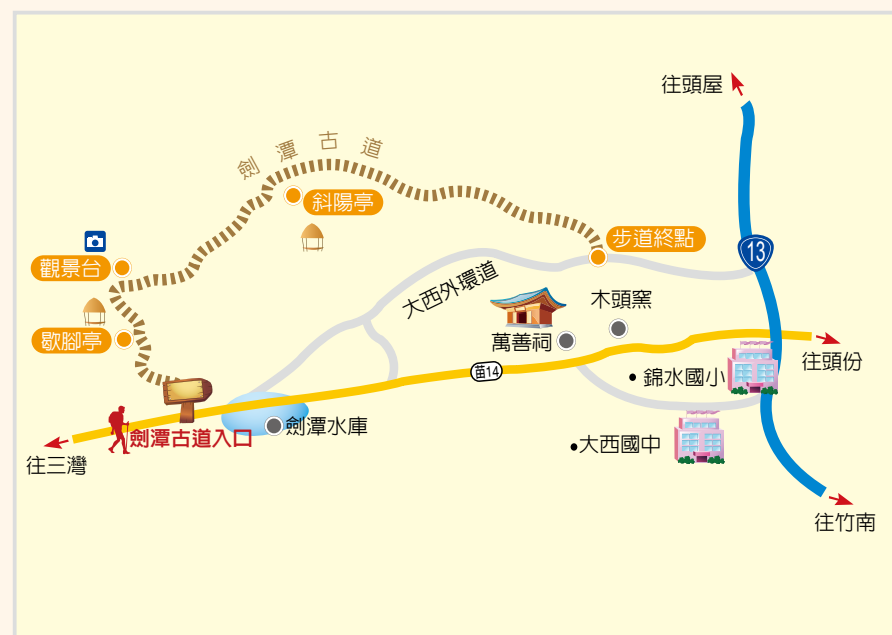 往頭屋
劍潭古道
斜陽亭
步道終點
13
觀景台
大西外環道
木頭窯
萬善祠
歇腳亭
往頭份
苗14
錦水國小
劍潭水庫
劍潭古道入口
大西國中
往三灣
往竹南